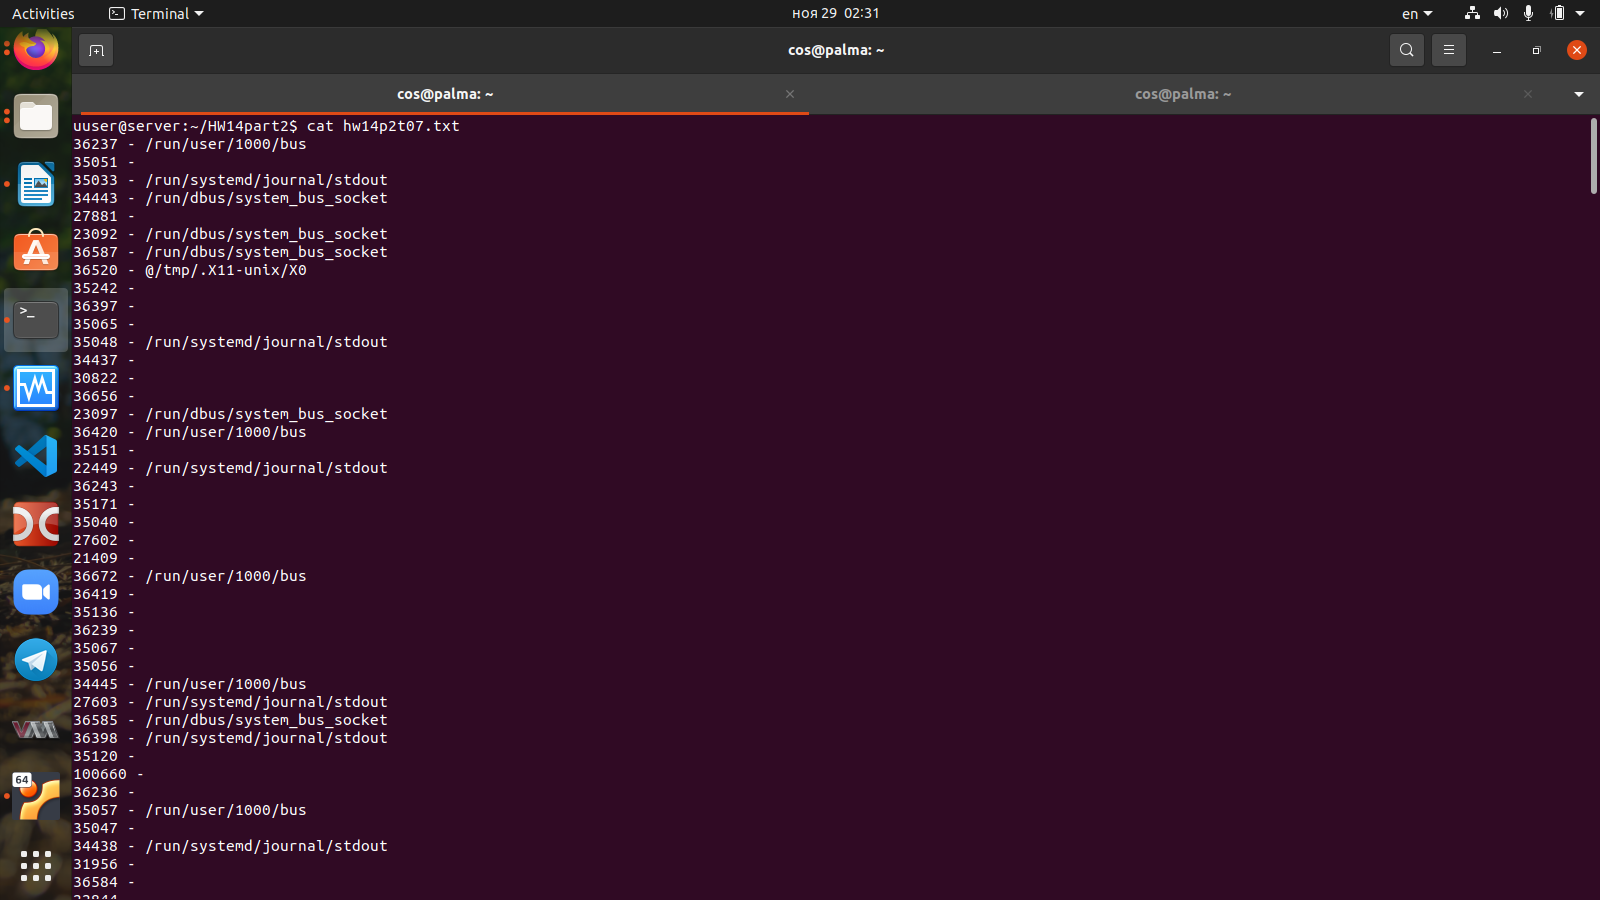 Activities
Terminal
ноя 29 02:31
en
cos@palma: ~
cos@palma: ~
cos@palma: ~
uuser@server:~/HW14part2$ cat hw14p2t07.txt
36237 - /run/user/1000/bus
35051 -
35033 - /run/systemd/journal/stdout
34443 - /run/dbus/system_bus_socket
27881 -
23092 - /run/dbus/system_bus_socket
36587 - /run/dbus/system_bus_socket
36520 - @/tmp/.X11-unix/X0
35242 -
36397 -
35065 -
35048 - /run/systemd/journal/stdout
34437 -
30822 -
36656 -
23097 - /run/dbus/system_bus_socket
36420 - /run/user/1000/bus
35151 -
22449 - /run/systemd/journal/stdout
36243 -
35171 -
35040 -
27602 -
21409 -
36672 - /run/user/1000/bus
36419 -
35136 -
36239 -
35067 -
35056 -
34445 - /run/user/1000/bus
27603 - /run/systemd/journal/stdout
36585 - /run/dbus/system_bus_socket
36398 - /run/systemd/journal/stdout
35120 -
100660 -
36236 -
35057 - /run/user/1000/bus
35047 -
34438 - /run/systemd/journal/stdout
31956 -
36584 -
64